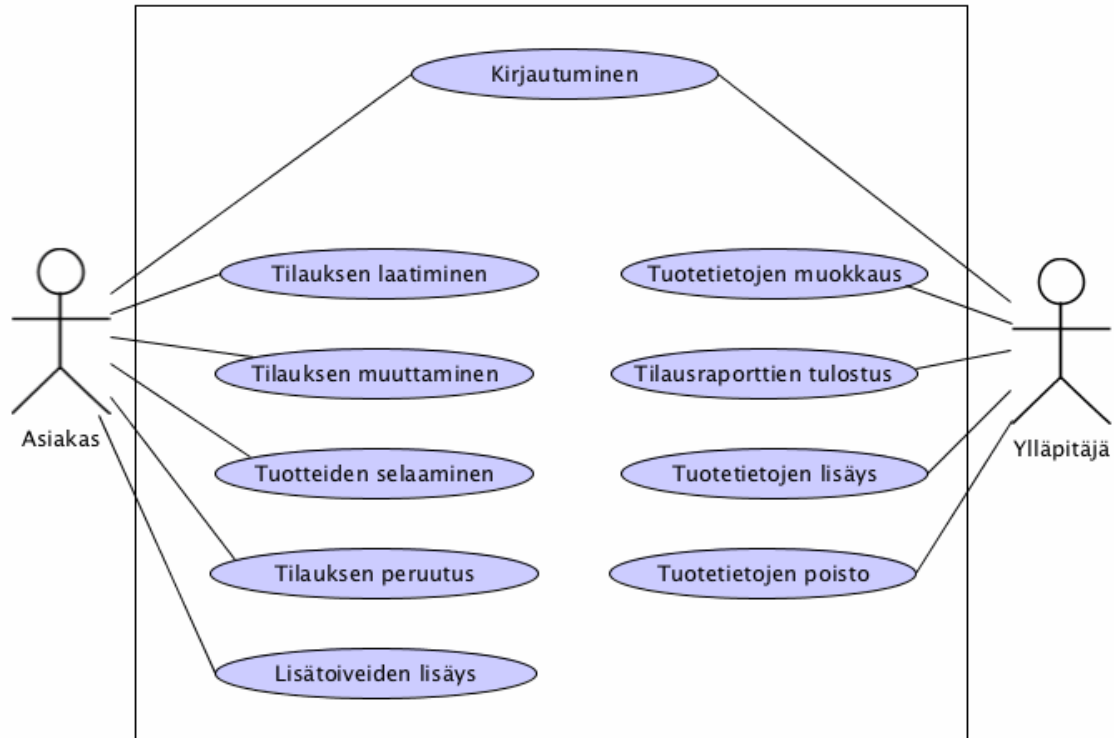 Kirjautuminen
Tilauksen laatiminen
Tuotetietojen muokkaus
Tilauksen muuttaminen
Tilausraporttien tulostus
Asiakas
Ylläpitäjä
Tuotteiden selaaminen
Tuotetietojen lisäys
Tilauksen peruutus
Tuotetietojen poisto
Lisätoiveiden lisäys